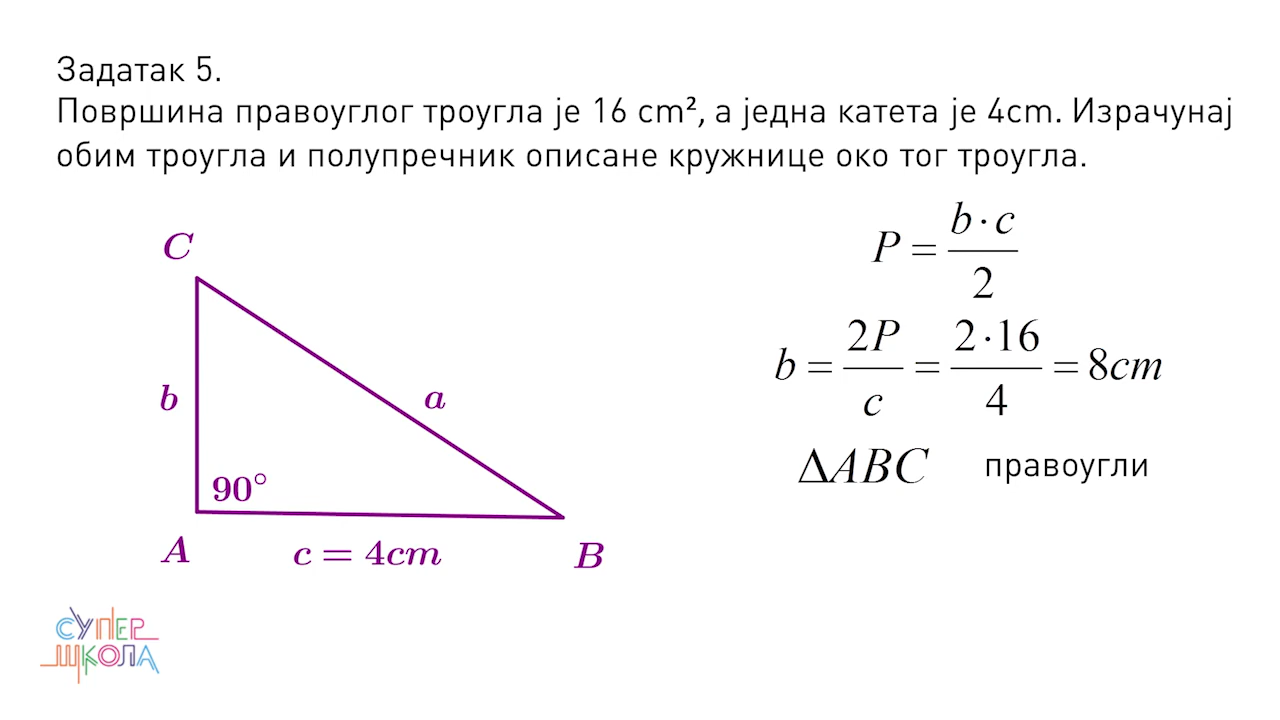 Задатак 5.
Површина правоуглог троугла је 16 cm², а једна катета је 4cm. Израчунај
обим троугла и полупречник описане кружнице око тог троугла.
C
b
a
90°
A
c = 4cm
B
P = b·c/2
b = 2P/c = 2·16/4 = 8cm
ΔABC правоугли
СУПЕР
ШКОЛА